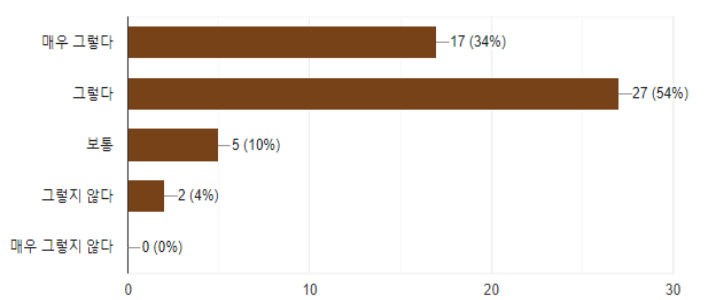 매우 그렇다 17 (34%)
그렇다 27 (54%)
보통 5 (10%)
그렇지 않다 2 (4%)
매우 그렇지 않다 0 (0%)
0 10 20 30